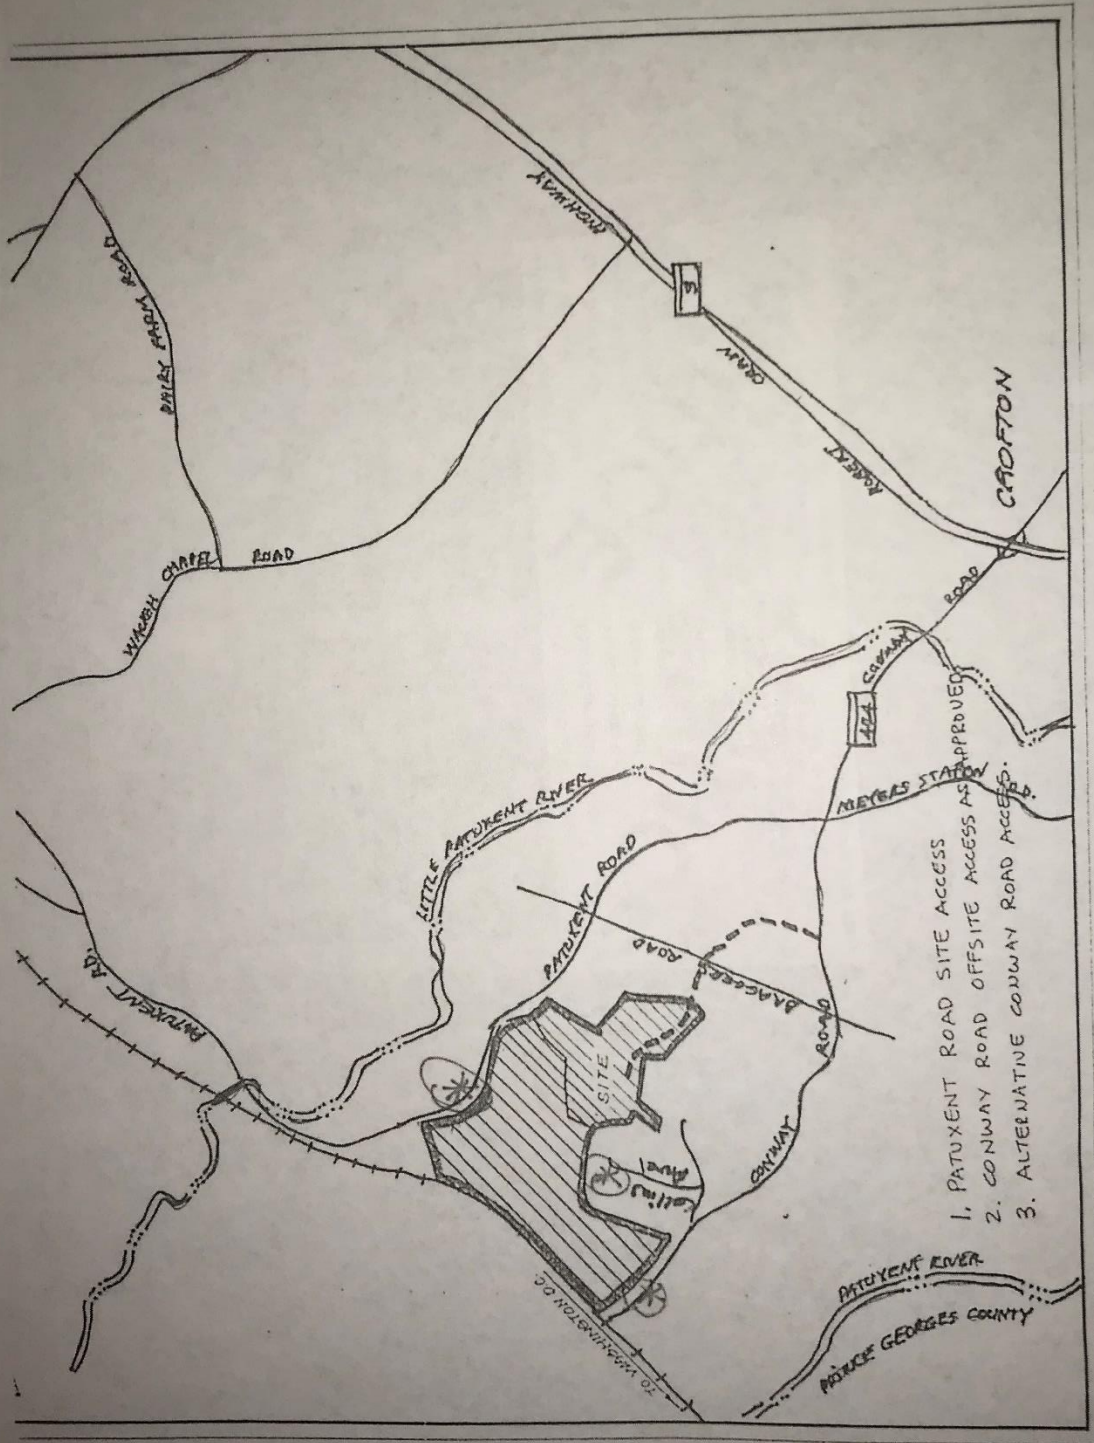 DAIRY FARM ROAD
WAUGH CHAPEL ROAD
HIGHWAY
3
CRAIN
ROBERT
CROFTON
CONWAY ROAD
424
MEYERS STATION RD.
LITTLE PATUXENT RIVER
PATUXENT ROAD
PATUXENT RD.
BRAGGERS ROAD
SITE
CONWAY ROAD
TO WASHINGTON D.C.
PATUXENT RIVER
PRINCE GEORGES COUNTY
1. PATUXENT ROAD SITE ACCESS
2. CONWAY ROAD OFFSITE ACCESS AS APPROVED
3. ALTERNATIVE CONWAY ROAD ACCESS.